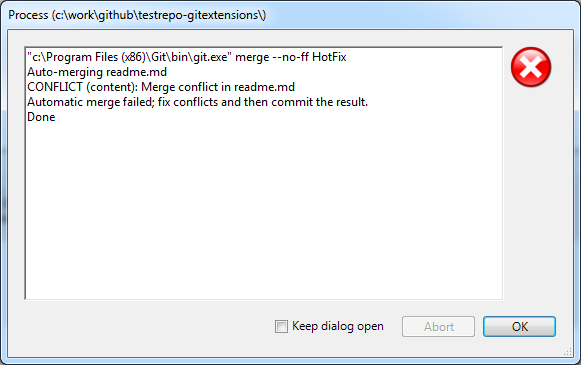 Process (c:\work\github\testrepo-gitextensions\)
"c:\Program Files (x86)\Git\bin\git.exe" merge --no-ff HotFix
Auto-merging readme.md
CONFLICT (content): Merge conflict in readme.md
Automatic merge failed; fix conflicts and then commit the result.
Done
Keep dialog open
Abort
OK